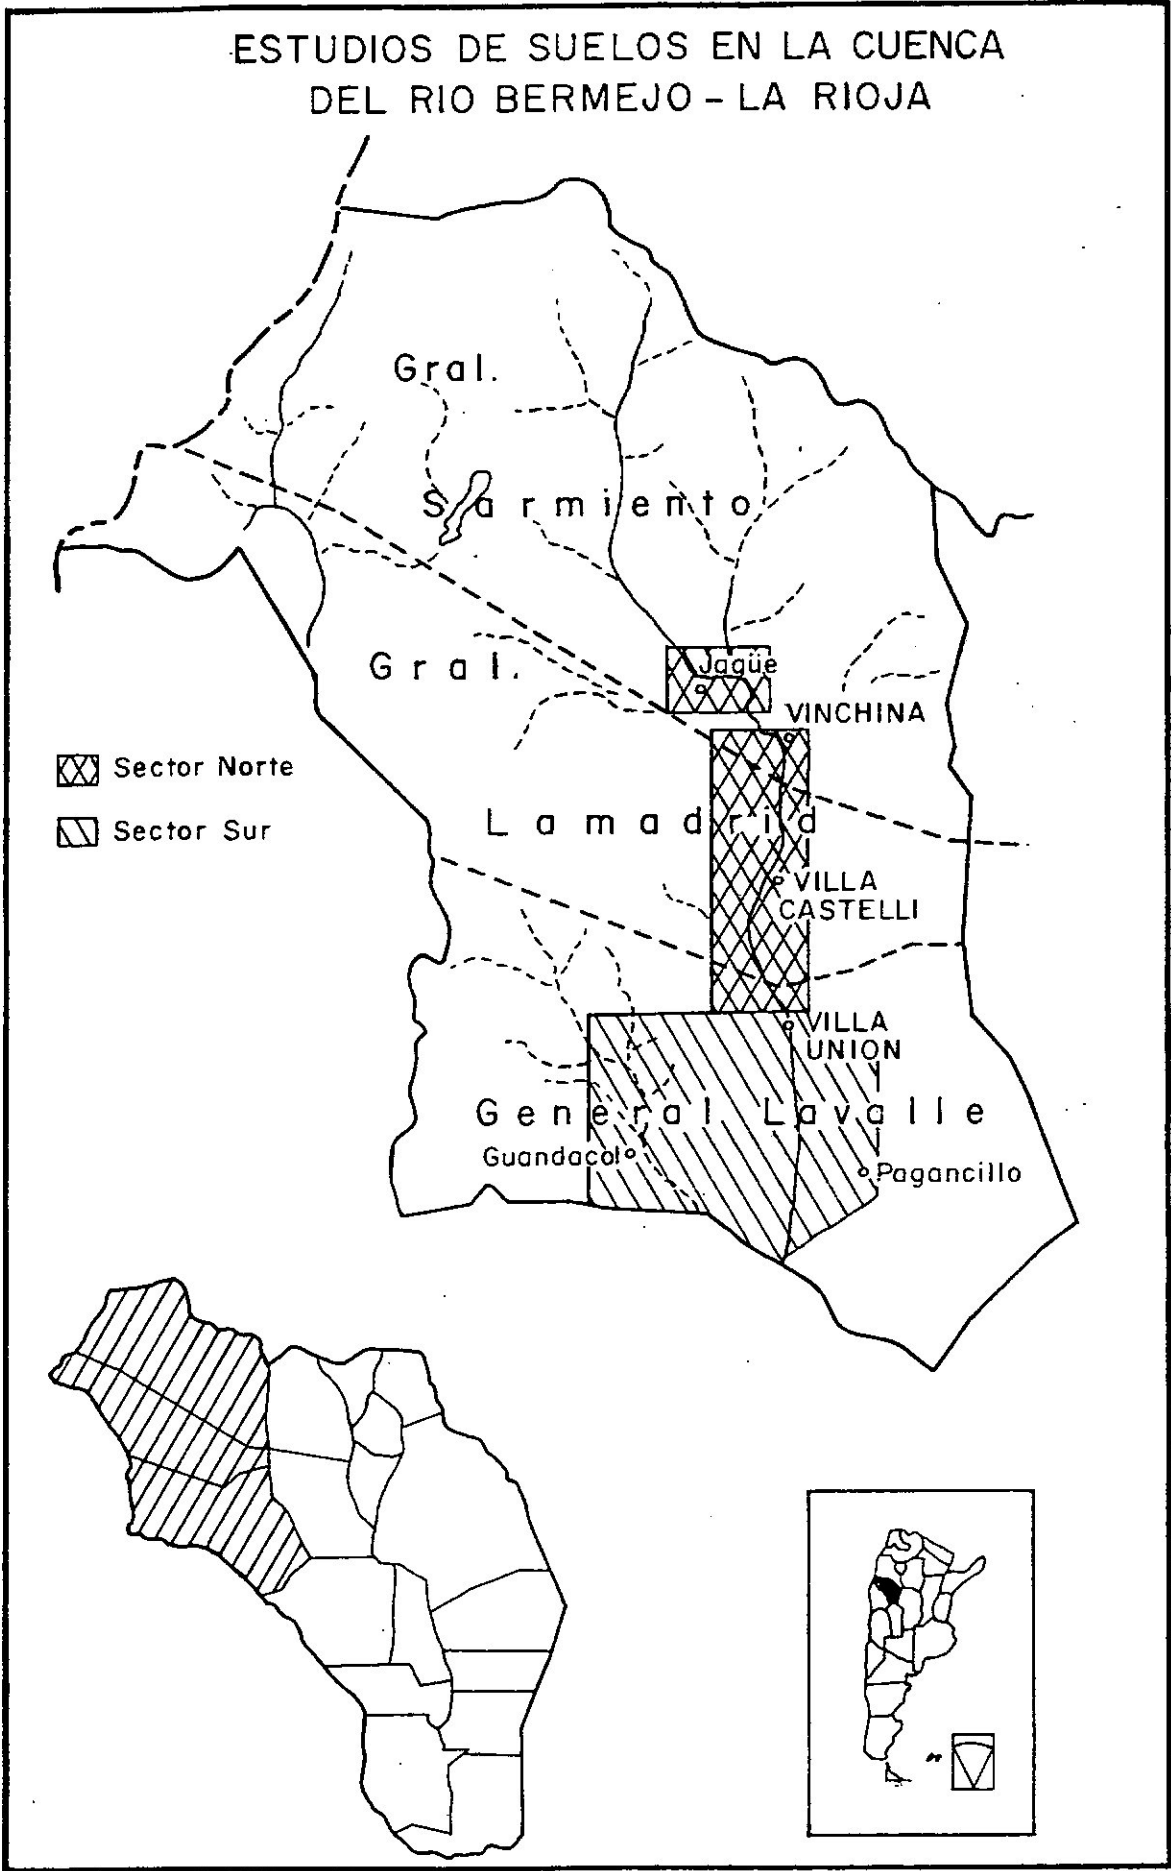 ESTUDIOS DE SUELOS EN LA CUENCA
DEL RIO BERMEJO – LA RIOJA
Gral.
Sarmiento
Jagüe
Gral.
VINCHINA
Sector Norte
Lamadrid
Sector Sur
VILLA
CASTELLI
VILLA
UNION
General Lavalle
Guandacol
Pagancillo